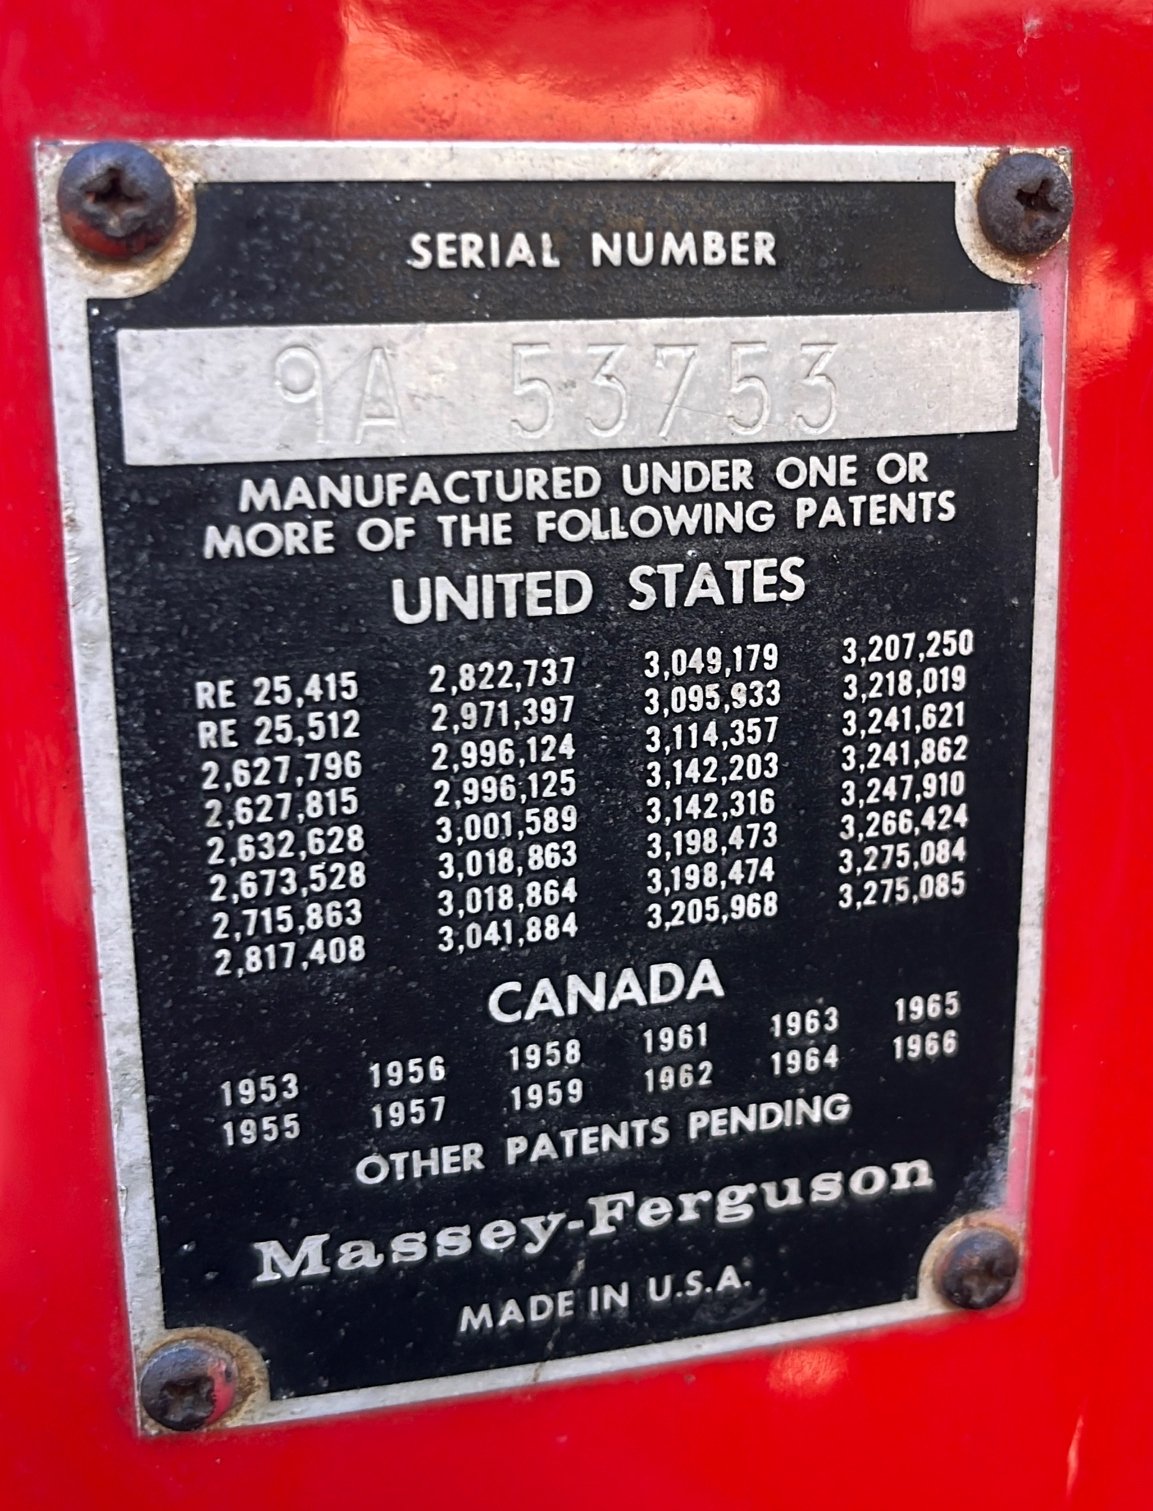 SERIAL NUMBER
9A 53753
MANUFACTURED UNDER ONE OR
MORE OF THE FOLLOWING PATENTS
UNITED STATES
RE 25,415 2,822,737 3,049,179 3,207,250
RE 25,512 2,971,397 3,095,933 3,218,019
2,627,796 2,996,124 3,114,357 3,241,621
2,627,815 2,996,125 3,142,203 3,241,862
2,632,628 3,001,589 3,142,316 3,247,910
2,673,528 3,018,863 3,198,473 3,266,424
2,715,863 3,018,864 3,198,474 3,275,084
2,817,408 3,041,884 3,205,968 3,275,085
CANADA
1953 1956 1958 1961 1963 1965
1955 1957 1959 1962 1964 1966
OTHER PATENTS PENDING
Massey-Ferguson
MADE IN U.S.A.